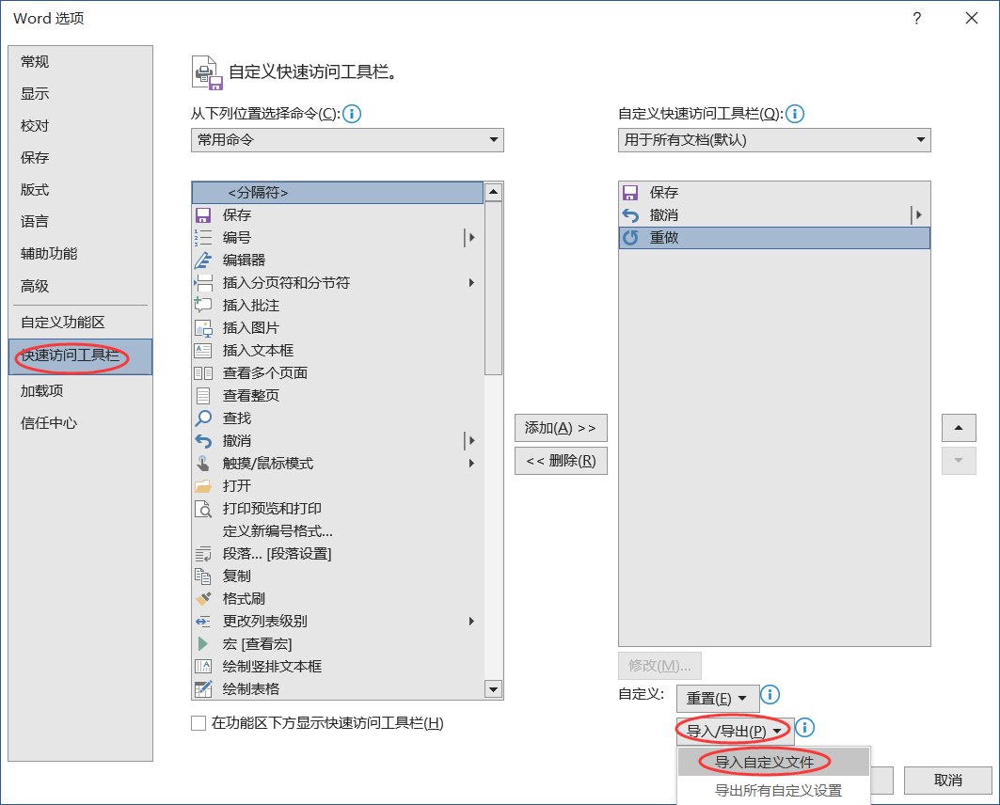 Word 选项
?
常规
显示
校对
保存
版式
语言
辅助功能
高级
自定义功能区
快速访问工具栏
加载项
信任中心
自定义快速访问工具栏。
从下列位置选择命令(C):
常用命令
<分隔符>
保存
编号
编辑器
插入分页符和分节符
插入批注
插入图片
插入文本框
查看多个页面
查看整页
查找
撤消
触摸/鼠标模式
打开
打印预览和打印
定义新编号格式...
段落... [段落设置]
复制
格式刷
更改列表级别
宏 [查看宏]
绘制竖排文本框
绘制表格
在功能区下方显示快速访问工具栏(H)
添加(A) >>
<< 删除(R)
自定义快速访问工具栏(Q):
用于所有文档(默认)
保存
撤消
重做
修改(M)...
自定义:
重置(E)
导入/导出(P)
导入自定义文件
导出所有自定义设置
取消